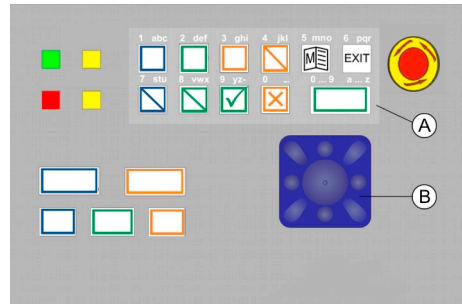 1 abc 2 def 3 ghi 4 jkl 5 mno 6 pqr
EXIT
7 stu 8 vwx 9 yz- 0 _ 0 ... 9 a ... z
A
B